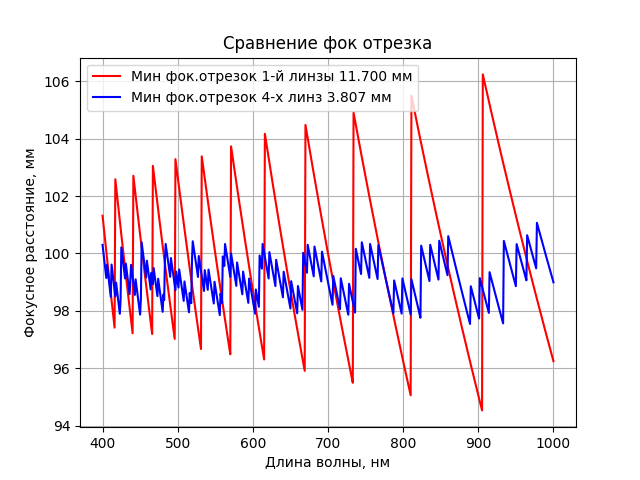 Сравнение фок отрезка
Мин фок.отрезок 1-й линзы 11.700 мм
Мин фок.отрезок 4-х линз 3.807 мм
Фокусное расстояние, мм
106
104
102
100
98
96
94
400 500 600 700 800 900 1000
Длина волны, нм